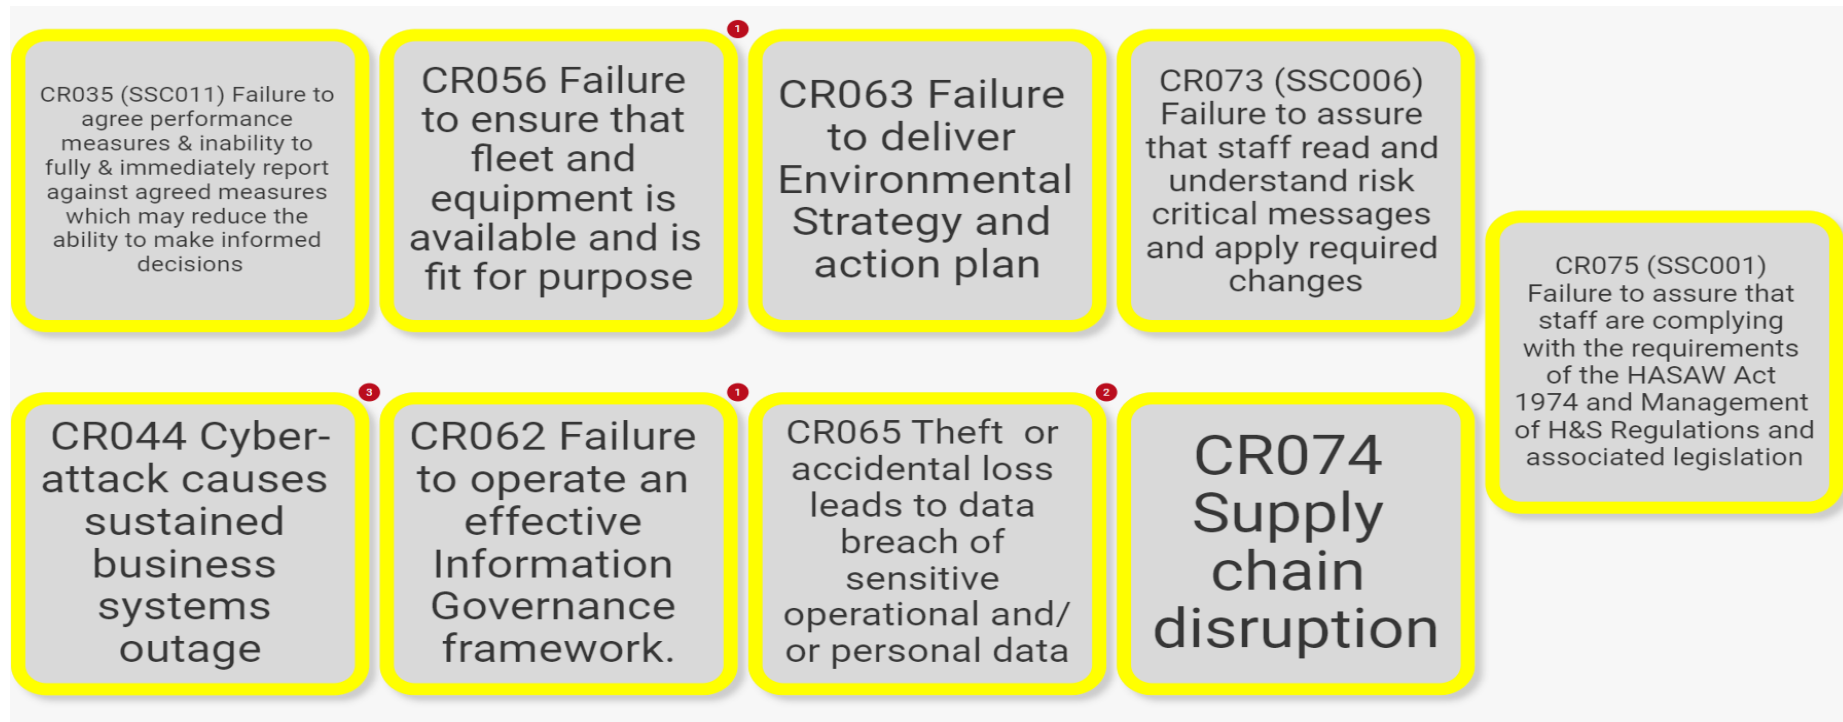 CR035 (SSC011) Failure to
agree performance
measures & inability to
fully & immediately report
against agreed measures
which may reduce the
ability to make informed
decisions
1
CR056 Failure
to ensure that
fleet and
equipment is
available and is
fit for purpose
CR063 Failure
to deliver
Environmental
Strategy and
action plan
CR073 (SSC006)
Failure to assure
that staff read and
understand risk
critical messages
and apply required
changes
3
CR044 Cyber-
attack causes
sustained
business
systems
outage
1
CR062 Failure
to operate an
effective
Information
Governance
framework.
2
CR065 Theft  or
accidental loss
leads to data
breach of
sensitive
operational and/
or personal data
CR074
Supply
chain
disruption
CR075 (SSC001)
Failure to assure that
staff are complying
with the requirements
of the HASAW Act
1974 and Management
of H&S Regulations and
associated legislation